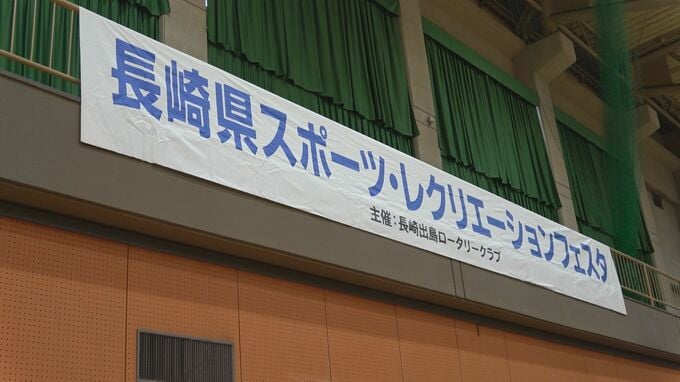 長崎県スポーツ・レクリエーションフェスタ
主催：長崎出島ロータリークラブ